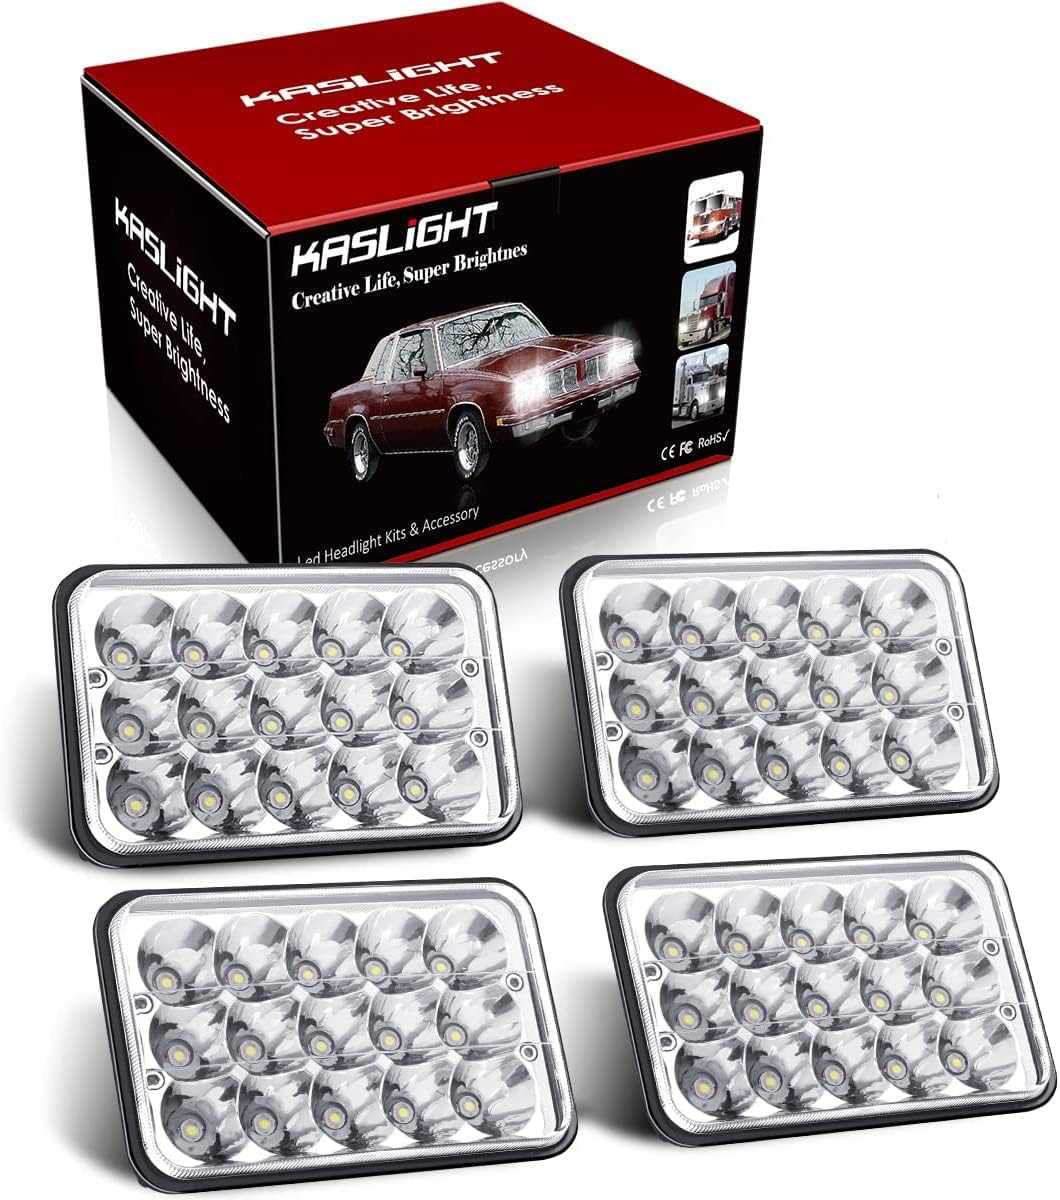 KASLiGHT
Creative Life,
Super Brightness
KASLiGHT
Creative Life,
Super Brightness
KASLiGHT
Creative Life, Super Brightnes
CE FC RoHS✓
Led Headlight Kits & Accessory